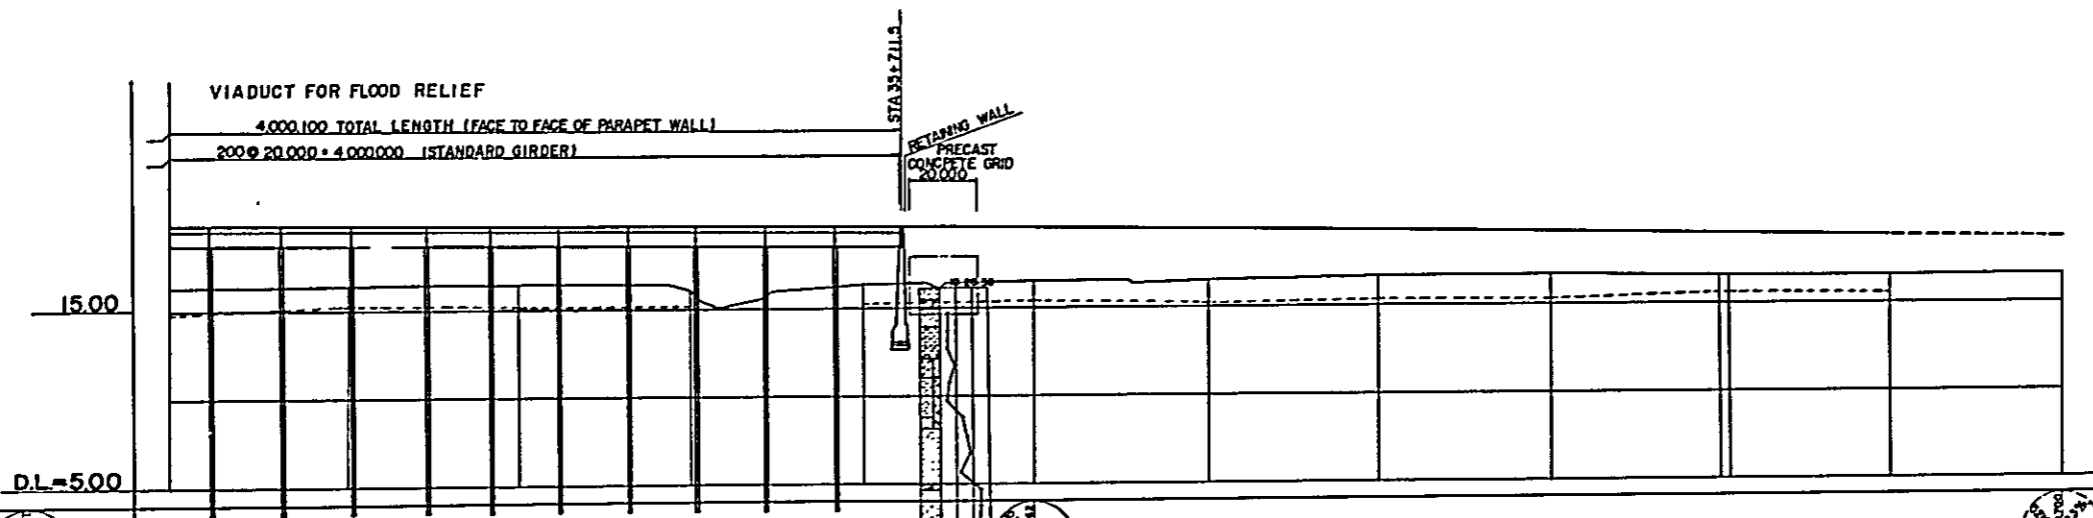 VIADUCT FOR FLOOD RELIEF
4.000.100 TOTAL LENGTH (FACE TO FACE OF PARAPET WALL)
200@ 20.000 = 4.000.000 (STANDARD GIRDER)
STA 35+711.5
RETAINING WALL
PRECAST
CONCRETE GRID
20.000
15.00
D.L.=5.00